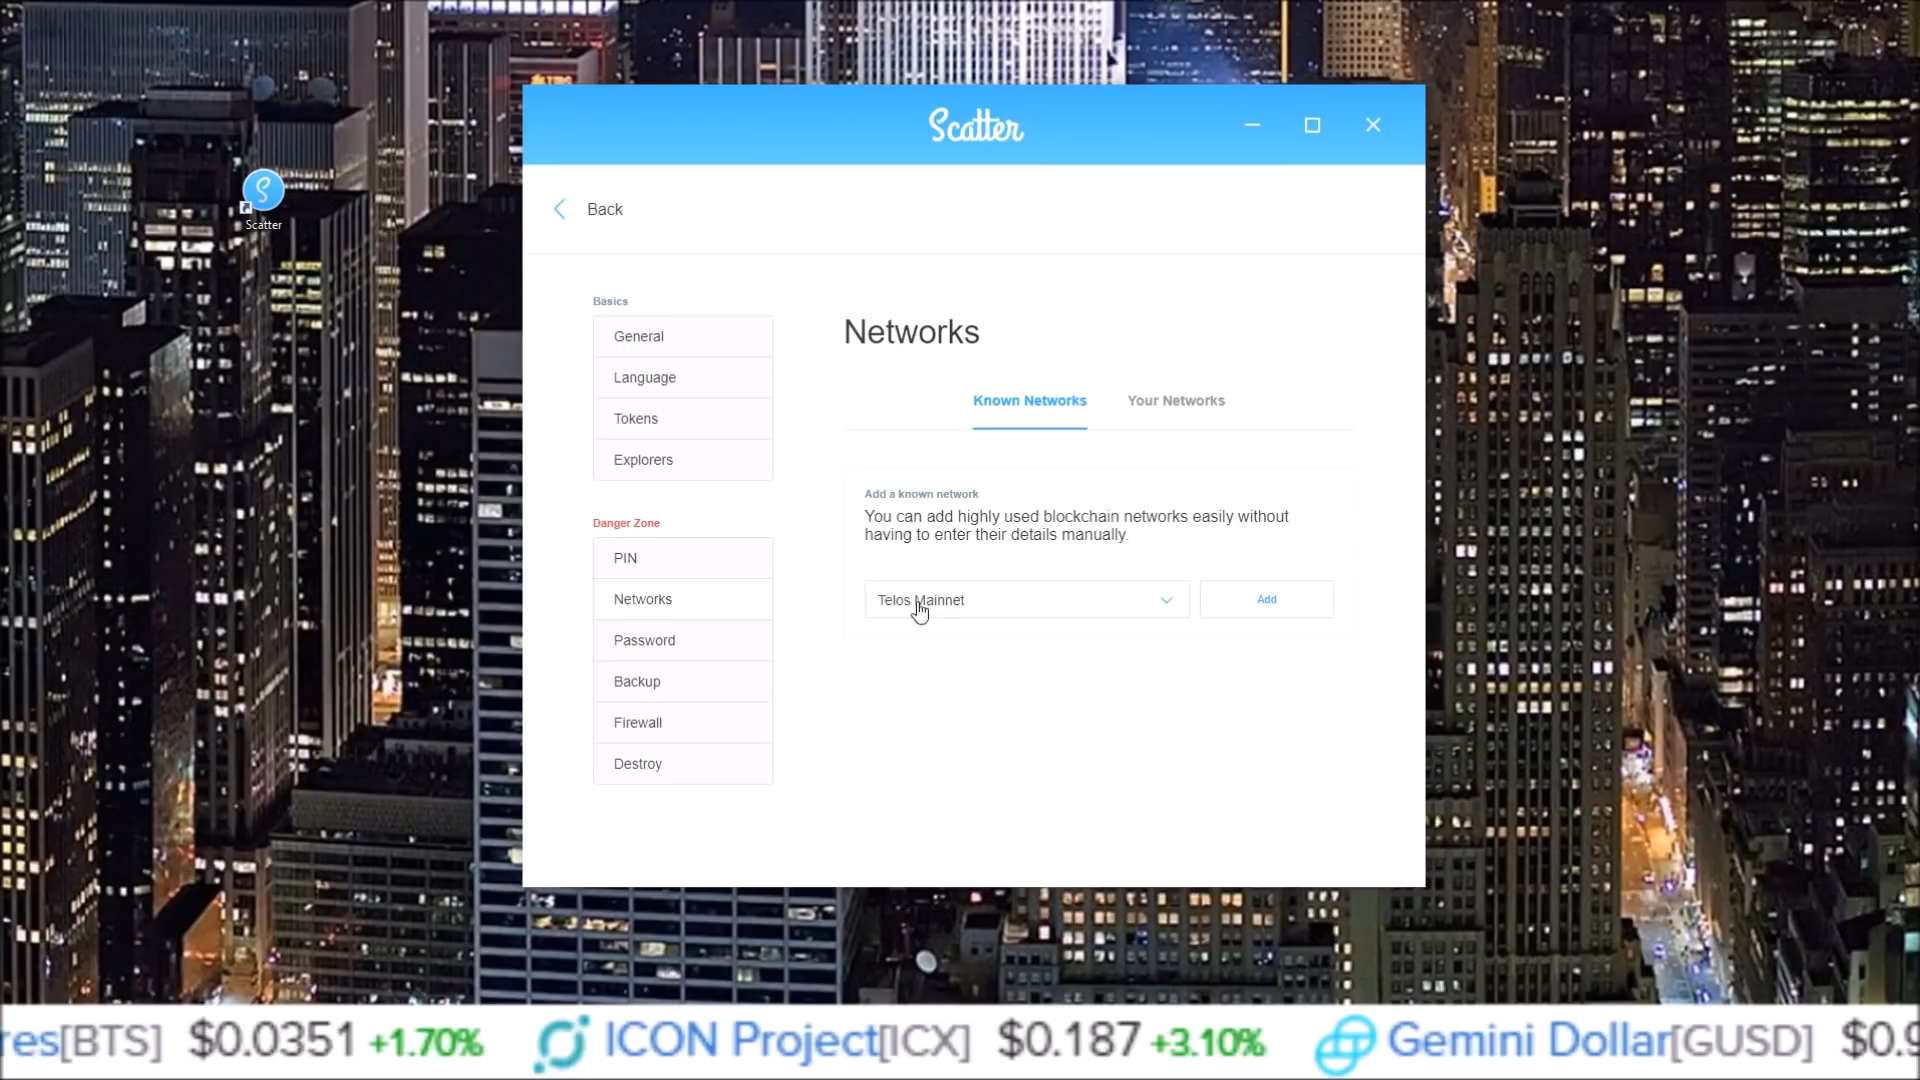 Scatter
Scatter
Back
Basics
General
Language
Tokens
Explorers
Danger Zone
PIN
Networks
Password
Backup
Firewall
Destroy
Networks
Known Networks Your Networks
Add a known network
You can add highly used blockchain networks easily without
having to enter their details manually.
Telos Mainnet Add
res[BTS] $0.0351 +1.70% ICON Project[ICX] $0.187 +3.10% Gemini Dollar[GUSD] $0.9